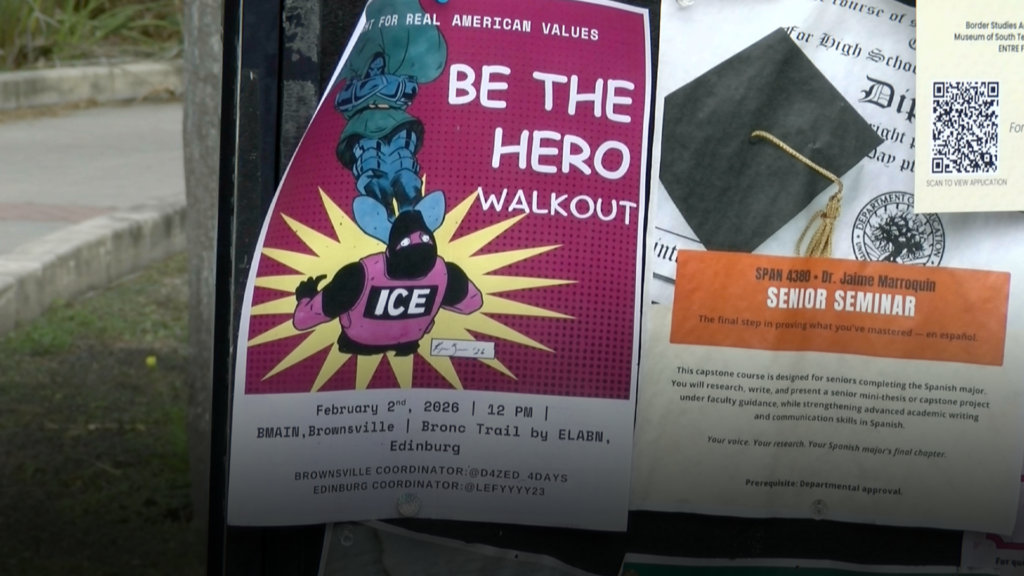 FOR REAL AMERICAN VALUES
BE THE
HERO
WALKOUT
ICE
February 2nd, 2026 | 12 PM |
BMAIN,Brownsville | Bronc Trail by ELABN,
Edinburg
BROWNSVILLE COORDINATOR:@D4ZED_4DAYS
EDINBURG COORDINATOR:@LEFYYYY23
course of
For High Scho
Dip
SPAN 4380 • Dr. Jaime Marroquin
SENIOR SEMINAR
The final step in proving what you've mastered — en español.
This capstone course is designed for seniors completing the Spanish major.
You will research, write, and present a senior mini-thesis or capstone project
under faculty guidance, while strengthening advanced academic writing
and communication skills in Spanish.
Your voice. Your research. Your Spanish major's final chapter.
Prerequisite: Departmental approval.
Border Studies A
Museum of South Te
ENTRE
SCAN TO VIEW APPLICATION